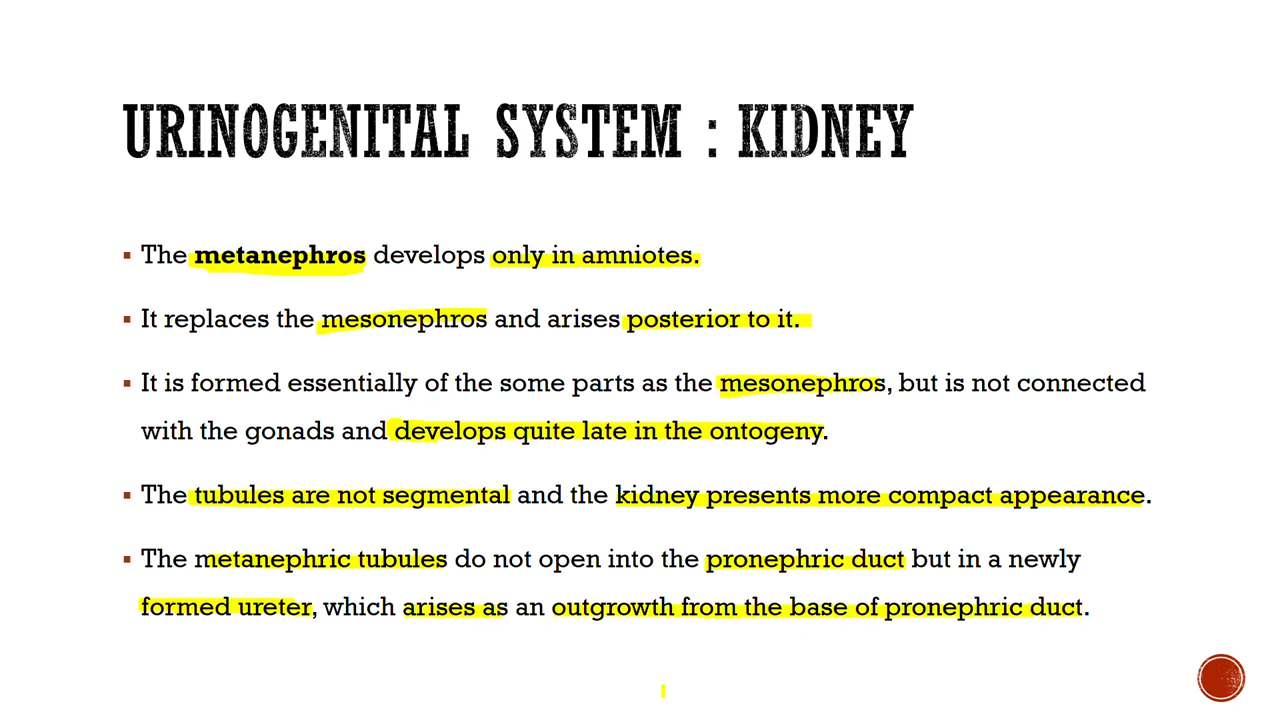 URINOGENITAL SYSTEM : KIDNEY
▪ The metanephros develops only in amniotes.
▪ It replaces the mesonephros and arises posterior to it.
▪ It is formed essentially of the some parts as the mesonephros, but is not connected
with the gonads and develops quite late in the ontogeny.
▪ The tubules are not segmental and the kidney presents more compact appearance.
▪ The metanephric tubules do not open into the pronephric duct but in a newly
formed ureter, which arises as an outgrowth from the base of pronephric duct.